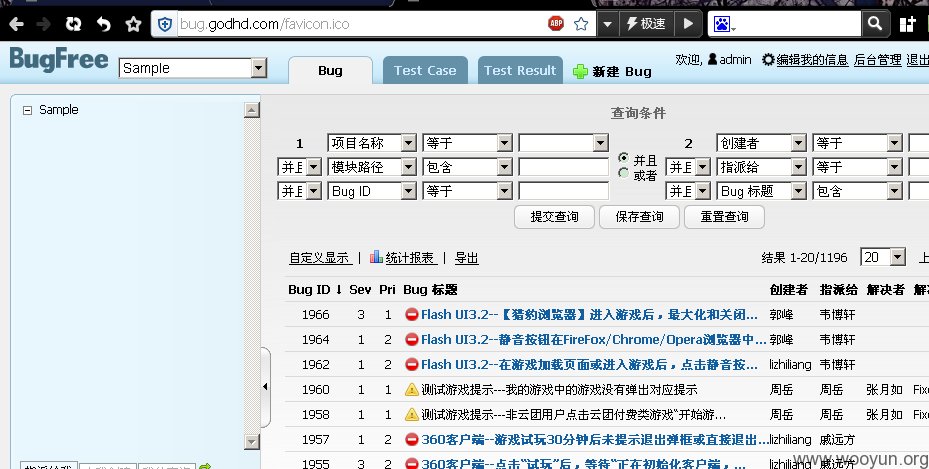 bug.godhd.com/favicon.ico
ABP
极速
BugFree
Sample
Bug
Test Case
Test Result
新建 Bug
欢迎, admin
编辑我的信息 后台管理 退出
Sample
查询条件
1 项目名称 等于 2 创建者 等于
并且 模块路径 包含 并且 或者 并且 指派给 等于
并且 Bug ID 等于 并且 Bug 标题 包含
提交查询 保存查询 重置查询
自定义显示 | 统计报表 | 导出 结果 1-20/1196 20 上
Bug ID ↓ Sev Pri Bug 标题 创建者 指派给 解决者 解
1966 3 1 Flash UI3.2--【猎豹浏览器】进入游戏后，最大化和关闭... 郭峰 韦博轩
1964 1 2 Flash UI3.2--静音按钮在FireFox/Chrome/Opera浏览器中... 郭峰 韦博轩
1962 1 2 Flash UI3.2--在游戏加载页面或进入游戏后，点击静音按... lizhiliang 韦博轩
1960 1 1 测试游戏提示---我的游戏中的游戏没有弹出对应提示 周岳 周岳 张月如 Fixe
1958 1 1 测试游戏提示---非云团用户点击云团付费类游戏“开始游... 周岳 周岳 张月如 Fixe
1957 1 2 360客户端--游戏试玩30分钟后未提示退出弹框或直接退出... lizhiliang 戚远方
1955 3 2 360客户端--点击“试玩”后，等待“正在初始化客户端，... 郭峰 戚远方
www.wooyun.org